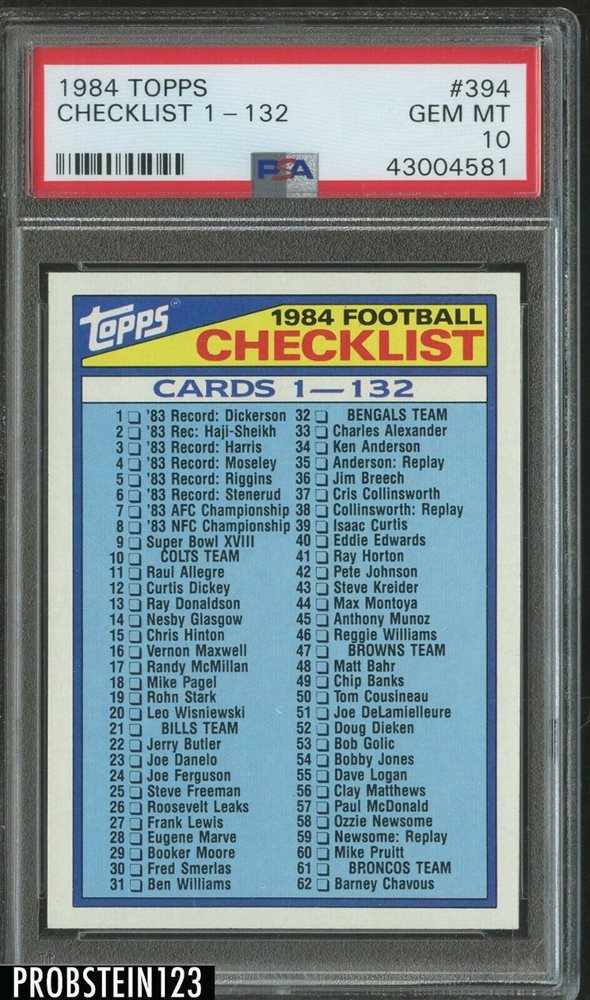 1984 TOPPS #394
CHECKLIST 1 – 132 GEM MT
10
PSA 43004581
topps
1984 FOOTBALL
CHECKLIST
CARDS 1—132
1 '83 Record: Dickerson
2 '83 Rec: Haji-Sheikh
3 '83 Record: Harris
4 '83 Record: Moseley
5 '83 Record: Riggins
6 '83 Record: Stenerud
7 '83 AFC Championship
8 '83 NFC Championship
9 Super Bowl XVIII
10 COLTS TEAM
11 Raul Allegre
12 Curtis Dickey
13 Ray Donaldson
14 Nesby Glasgow
15 Chris Hinton
16 Vernon Maxwell
17 Randy McMillan
18 Mike Pagel
19 Rohn Stark
20 Leo Wisniewski
21 BILLS TEAM
22 Jerry Butler
23 Joe Danelo
24 Joe Ferguson
25 Steve Freeman
26 Roosevelt Leaks
27 Frank Lewis
28 Eugene Marve
29 Booker Moore
30 Fred Smerlas
31 Ben Williams
32 BENGALS TEAM
33 Charles Alexander
34 Ken Anderson
35 Anderson: Replay
36 Jim Breech
37 Cris Collinsworth
38 Collinsworth: Replay
39 Isaac Curtis
40 Eddie Edwards
41 Ray Horton
42 Pete Johnson
43 Steve Kreider
44 Max Montoya
45 Anthony Munoz
46 Reggie Williams
47 BROWNS TEAM
48 Matt Bahr
49 Chip Banks
50 Tom Cousineau
51 Joe DeLamielleure
52 Doug Dieken
53 Bob Golic
54 Bobby Jones
55 Dave Logan
56 Clay Matthews
57 Paul McDonald
58 Ozzie Newsome
59 Newsome: Replay
60 Mike Pruitt
61 BRONCOS TEAM
62 Barney Chavous
PROBSTEIN123